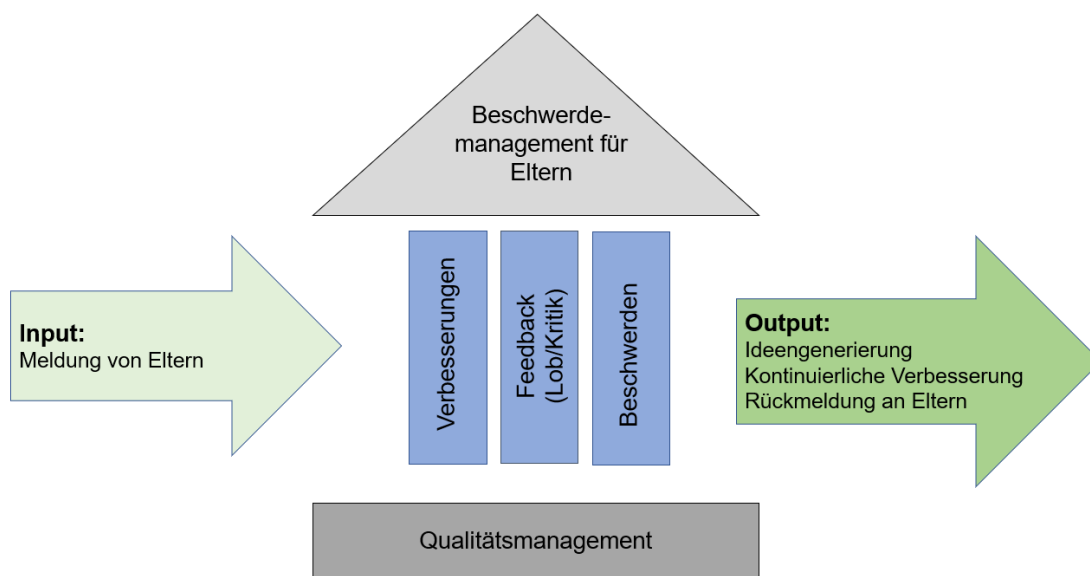 Beschwerde-
management für
Eltern
Input:
Meldung von Eltern
Verbesserungen
Feedback
(Lob/Kritik)
Beschwerden
Output:
Ideengenerierung
Kontinuierliche Verbesserung
Rückmeldung an Eltern
Qualitätsmanagement